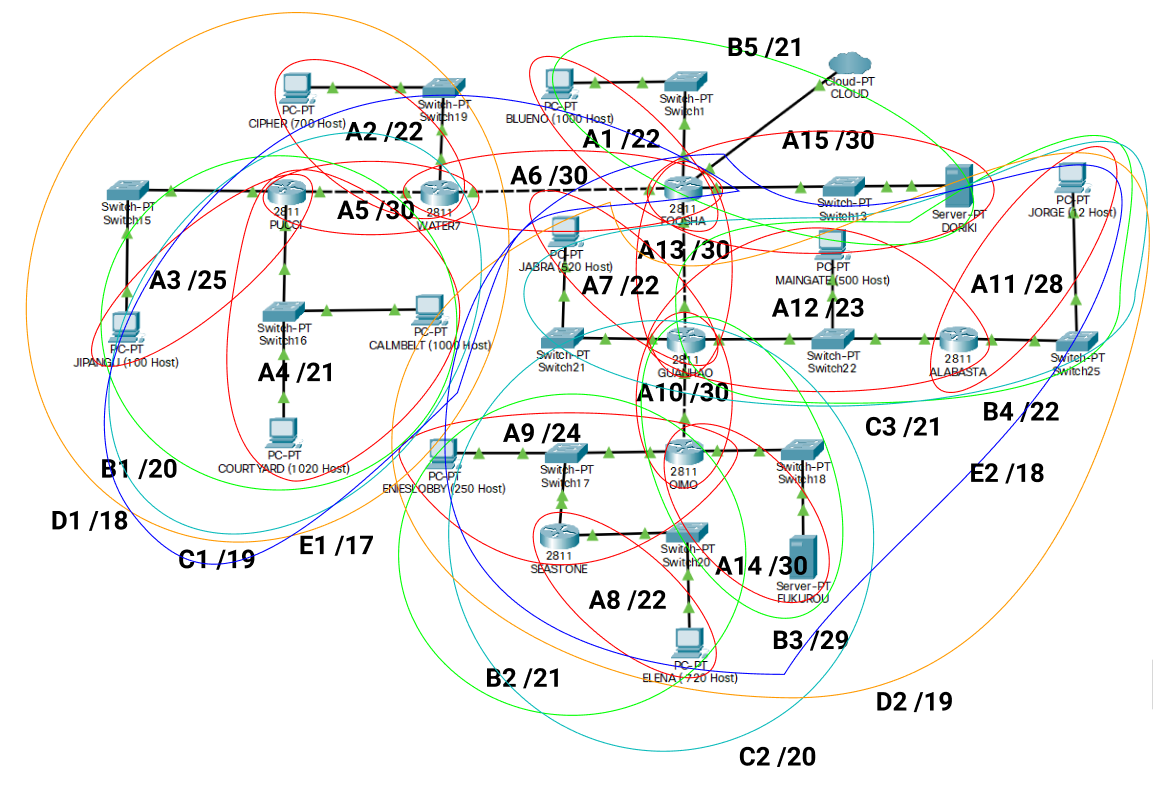 B5 /21
Cloud-PT
CLOUD
PC-PT
CIPHER (700 Host)
Switch-PT
Switch19
PC-PT
BLUENO (1000 Host)
Switch-PT
Switch1
A2 /22
A1 /22
A15 /30
A6 /30
Switch-PT
Switch15
2811
PUCCI
A5 /30
2811
WATER7
2811
FOOSHA
Switch-PT
Switch13
Server-PT
DORIKI
PC-PT
JORGE (12 Host)
A13 /30
PC-PT
JABRA (520 Host)
A7 /22
PC-PT
MAINGATE (500 Host)
A11 /28
A3 /25
A12 /23
Switch-PT
Switch16
PC-PT
CALMBELT (1000 Host)
PC-PT
JIPANGU (100 Host)
A4 /21
Switch-PT
Switch21
2811
GUANHAO
Switch-PT
Switch22
2811
ALABASTA
Switch-PT
Switch25
A10 /30
B4 /22
C3 /21
A9 /24
PC-PT
COURTYARD (1020 Host)
B1 /20
PC-PT
ENIESLOBBY (250 Host)
Switch-PT
Switch17
2811
OIMO
Switch-PT
Switch18
E2 /18
D1 /18
C1 /19
E1 /17
2811
SEASTONE
Switch-PT
Switch20
A14 /30
Server-PT
FUKUROU
A8 /22
B3 /29
PC-PT
ELENA ( 720 Host)
B2 /21
D2 /19
C2 /20